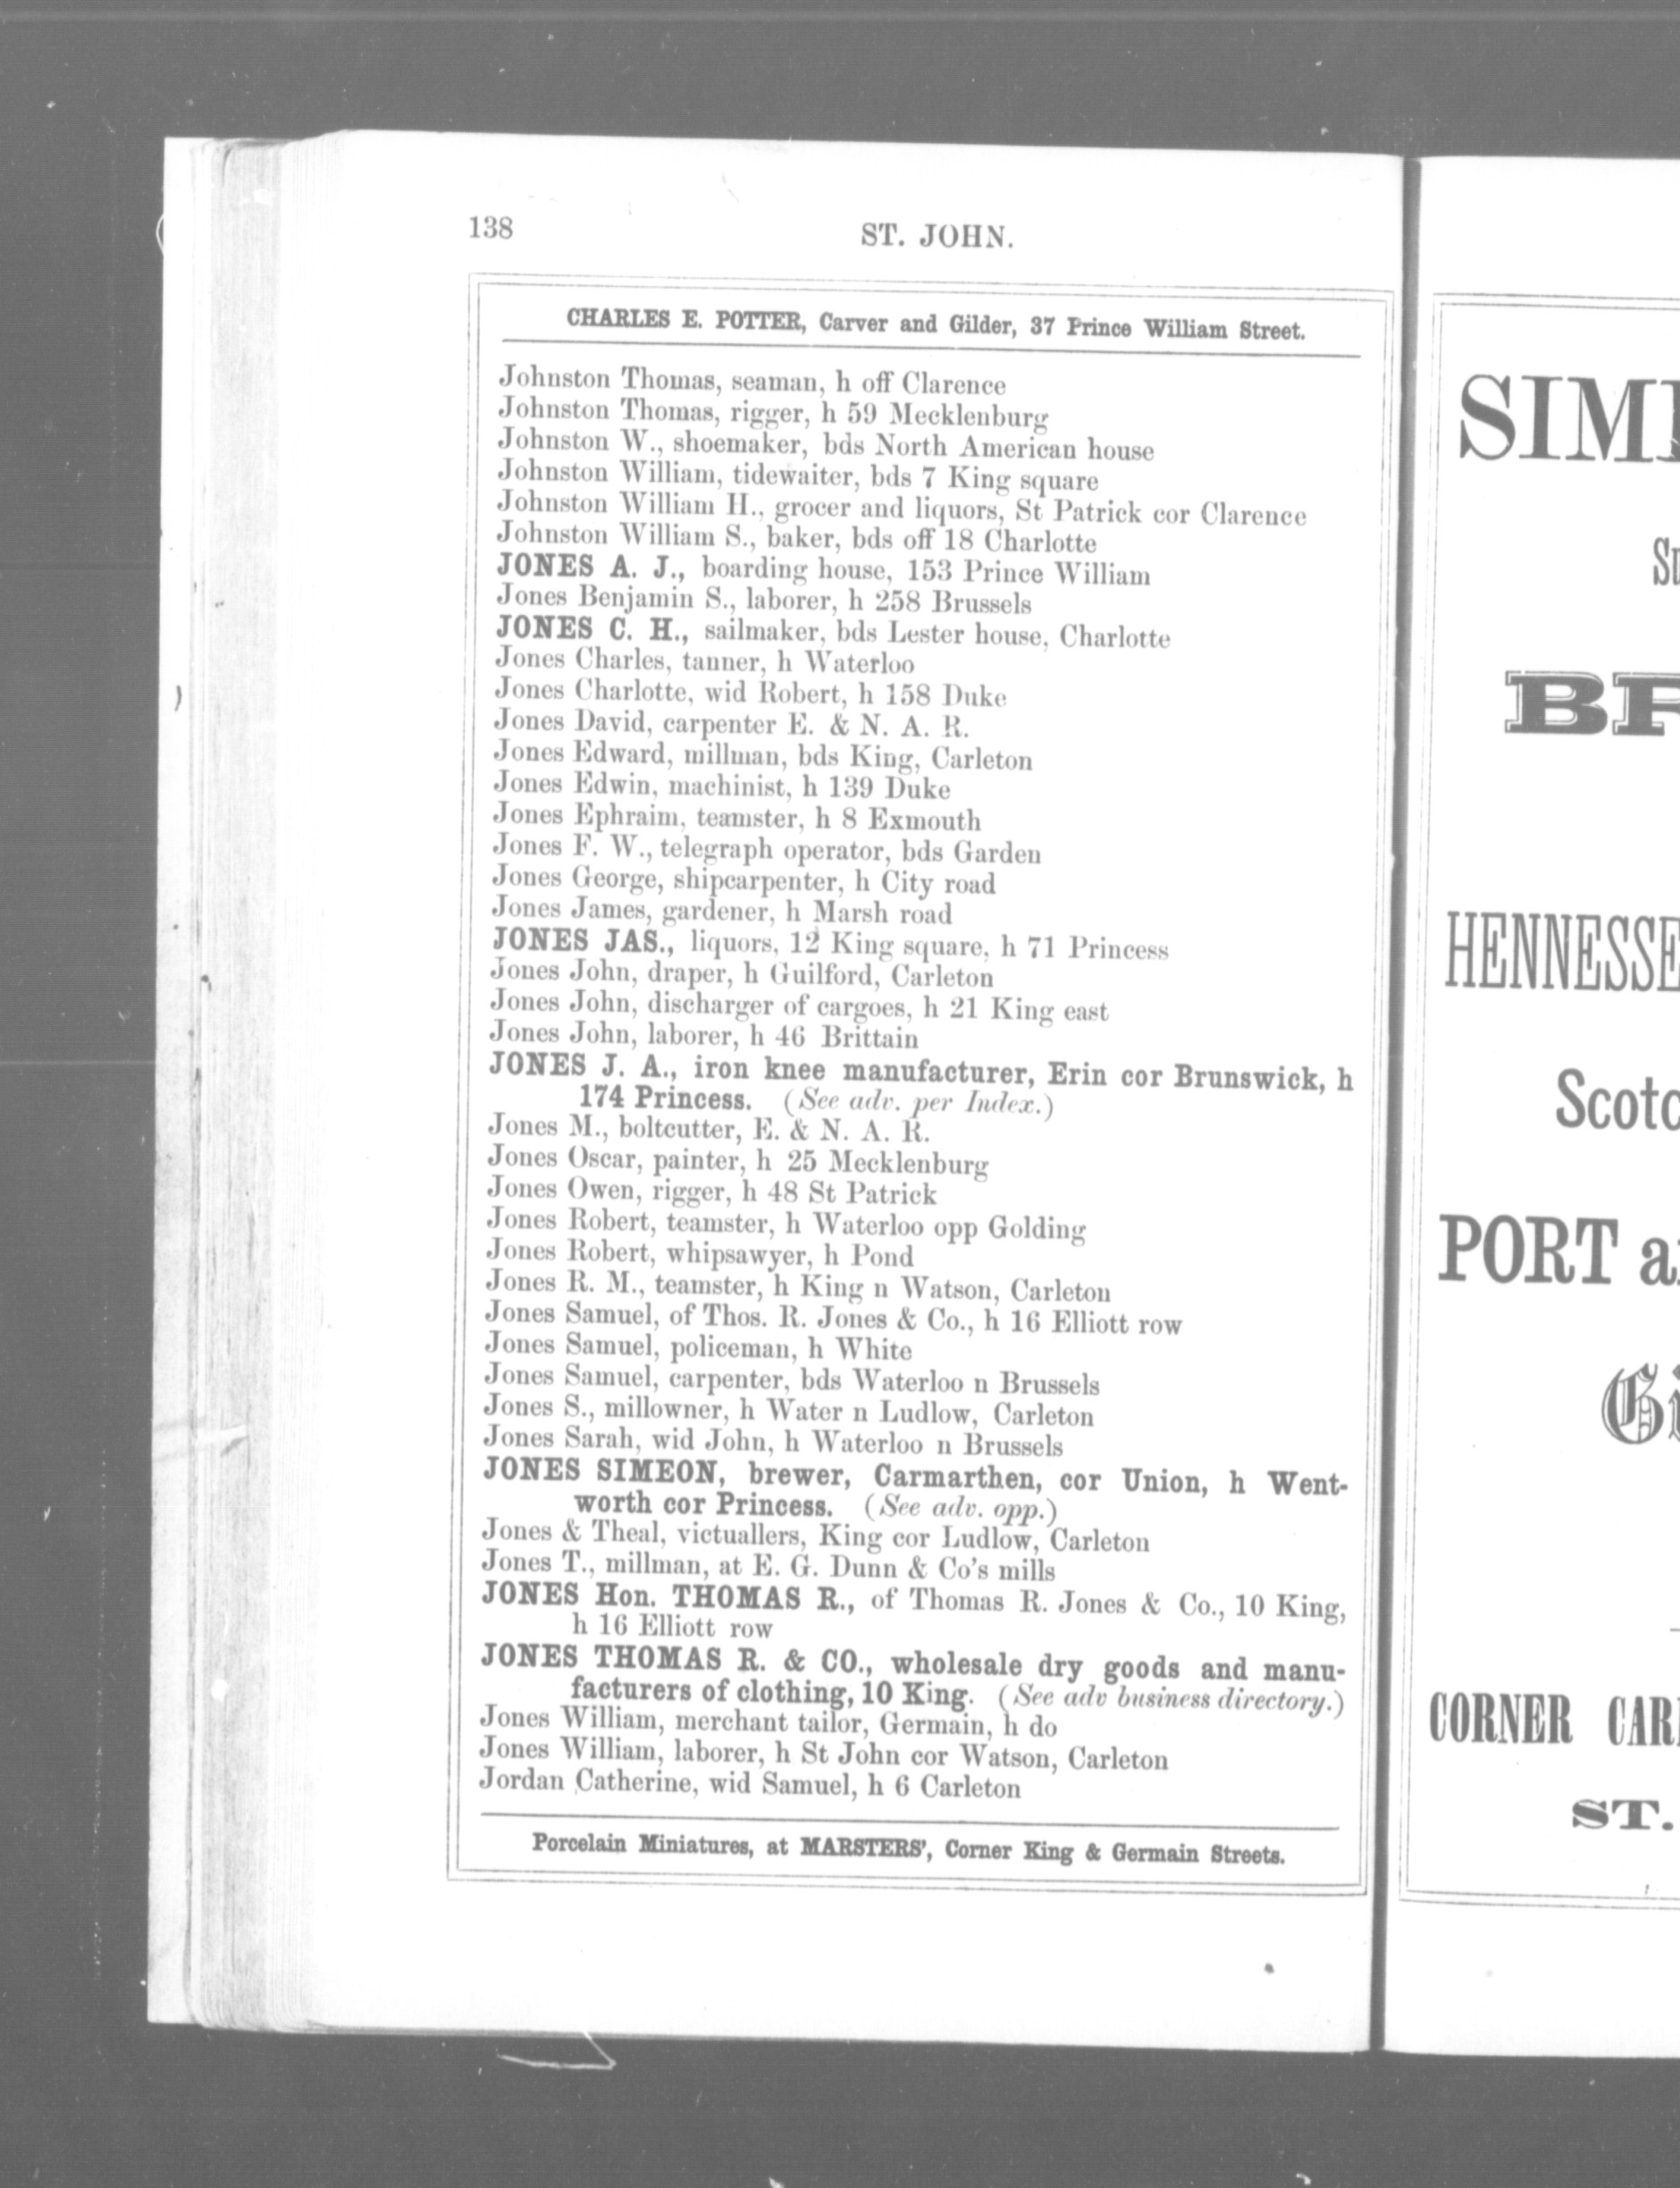 138
ST. JOHN.
CHARLES E. POTTER, Carver and Gilder, 37 Prince William Street.
Johnston Thomas, seaman, h off Clarence
Johnston Thomas, rigger, h 59 Mecklenburg
Johnston W., shoemaker, bds North American house
Johnston William, tidewaiter, bds 7 King square
Johnston William H., grocer and liquors, St Patrick cor Clarence
Johnston William S., baker, bds off 18 Charlotte
JONES A. J., boarding house, 153 Prince William
Jones Benjamin S., laborer, h 258 Brussels
JONES C. H., sailmaker, bds Lester house, Charlotte
Jones Charles, tanner, h Waterloo
Jones Charlotte, wid Robert, h 158 Duke
Jones David, carpenter E. & N. A. R.
Jones Edward, millman, bds King, Carleton
Jones Edwin, machinist, h 139 Duke
Jones Ephraim, teamster, h 8 Exmouth
Jones F. W., telegraph operator, bds Garden
Jones George, shipcarpenter, h City road
Jones James, gardener, h Marsh road
JONES JAS., liquors, 12 King square, h 71 Princess
Jones John, draper, h Guilford, Carleton
Jones John, discharger of cargoes, h 21 King east
Jones John, laborer, h 46 Brittain
JONES J. A., iron knee manufacturer, Erin cor Brunswick, h
174 Princess. (See adv. per Index.)
Jones M., boltcutter, E. & N. A. R.
Jones Oscar, painter, h 25 Mecklenburg
Jones Owen, rigger, h 48 St Patrick
Jones Robert, teamster, h Waterloo opp Golding
Jones Robert, whipsawyer, h Pond
Jones R. M., teamster, h King n Watson, Carleton
Jones Samuel, of Thos. R. Jones & Co., h 16 Elliott row
Jones Samuel, policeman, h White
Jones Samuel, carpenter, bds Waterloo n Brussels
Jones S., millowner, h Water n Ludlow, Carleton
Jones Sarah, wid John, h Waterloo n Brussels
JONES SIMEON, brewer, Carmarthen, cor Union, h Went-
worth cor Princess. (See adv. opp.)
Jones & Theal, victuallers, King cor Ludlow, Carleton
Jones T., millman, at E. G. Dunn & Co's mills
JONES Hon. THOMAS R., of Thomas R. Jones & Co., 10 King,
h 16 Elliott row
JONES THOMAS R. & CO., wholesale dry goods and manu-
facturers of clothing, 10 King. (See adv business directory.)
Jones William, merchant tailor, Germain, h do
Jones William, laborer, h St John cor Watson, Carleton
Jordan Catherine, wid Samuel, h 6 Carleton
Porcelain Miniatures, at MARSTERS', Corner King & Germain Streets.
HENNESSE
Scotc
PORT a
CORNER CAR
ST.